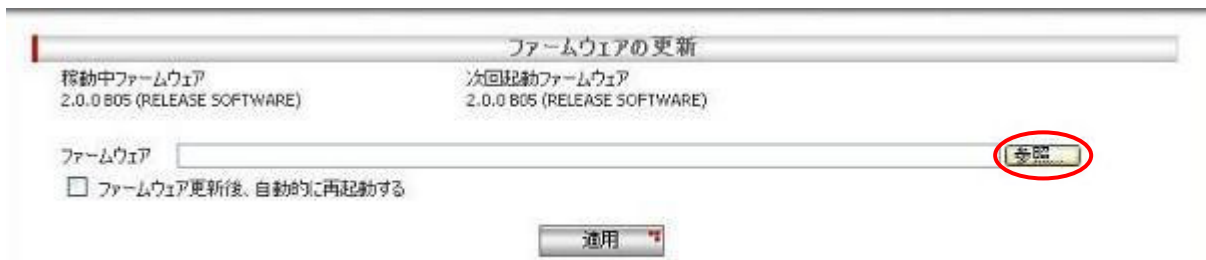 ファームウェアの更新
稼動中ファームウェア 次回起動ファームウェア
2.0.0 B05 (RELEASE SOFTWARE) 2.0.0 B05 (RELEASE SOFTWARE)
ファームウェア 参照...
ファームウェア更新後、自動的に再起動する
適用